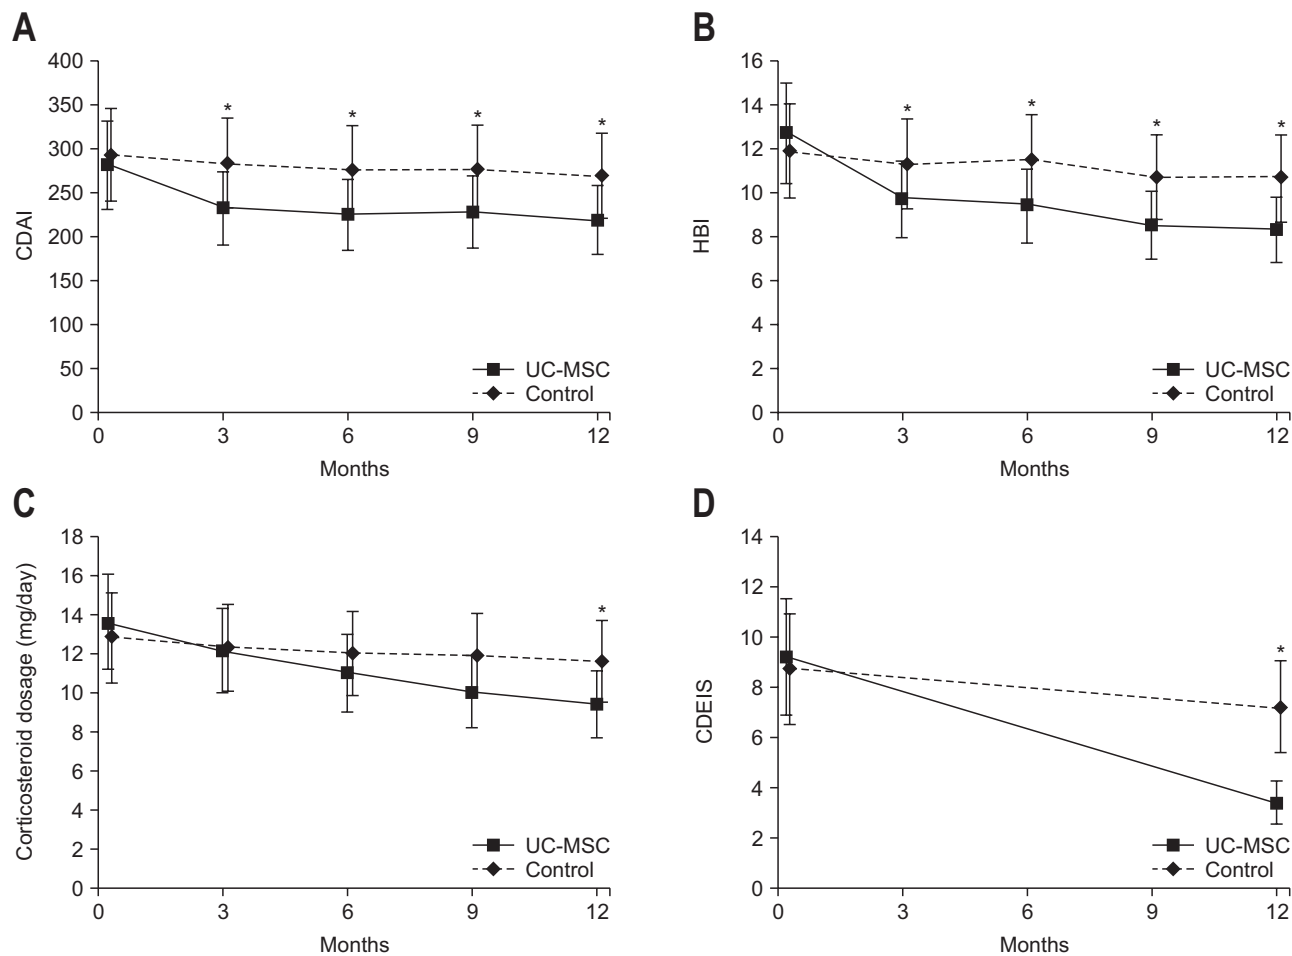 A
CDAI
400
350
300
250
200
150
100
50
0
* * * *
UC-MSC
Control
0 3 6 9 12
Months
B
HBI
16
14
12
10
8
6
4
2
0
* * * *
UC-MSC
Control
0 3 6 9 12
Months
C
Corticosteroid dosage (mg/day)
18
16
14
12
10
8
6
4
2
0
*
UC-MSC
Control
0 3 6 9 12
Months
D
CDEIS
14
12
10
8
6
4
2
0
*
UC-MSC
Control
0 3 6 9 12
Months